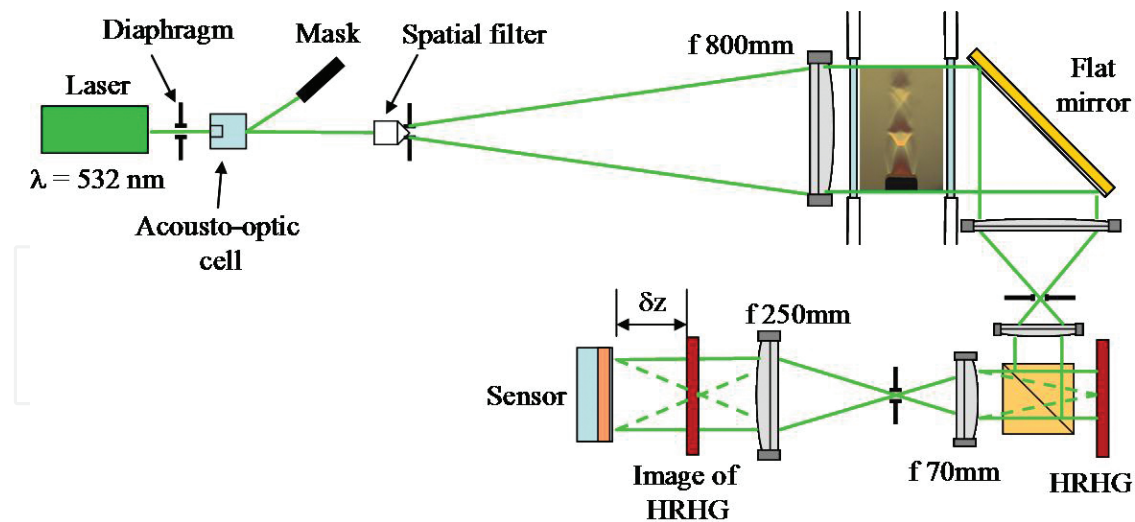 Diaphragm
Mask
Spatial filter
f 800mm
Laser
Flat
mirror
λ = 532 nm
Acousto-optic
cell
δz
f 250mm
Sensor
Image of
HRHG
f 70mm
HRHG